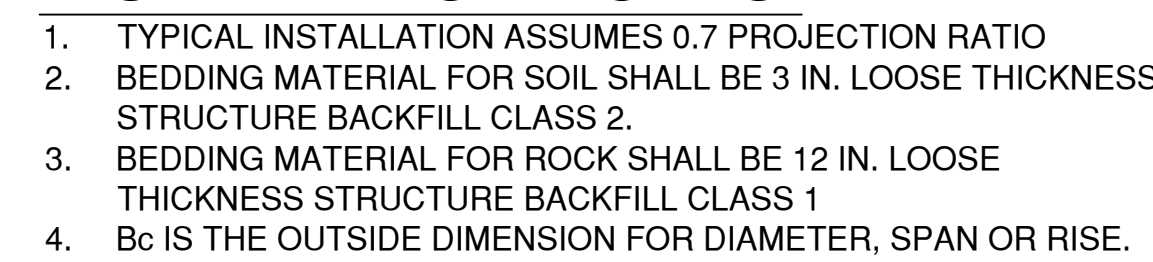 1. TYPICAL INSTALLATION ASSUMES 0.7 PROJECTION RATIO
2. BEDDING MATERIAL FOR SOIL SHALL BE 3 IN. LOOSE THICKNESS
STRUCTURE BACKFILL CLASS 2.
3. BEDDING MATERIAL FOR ROCK SHALL BE 12 IN. LOOSE
THICKNESS STRUCTURE BACKFILL CLASS 1
4. Bc IS THE OUTSIDE DIMENSION FOR DIAMETER, SPAN OR RISE.